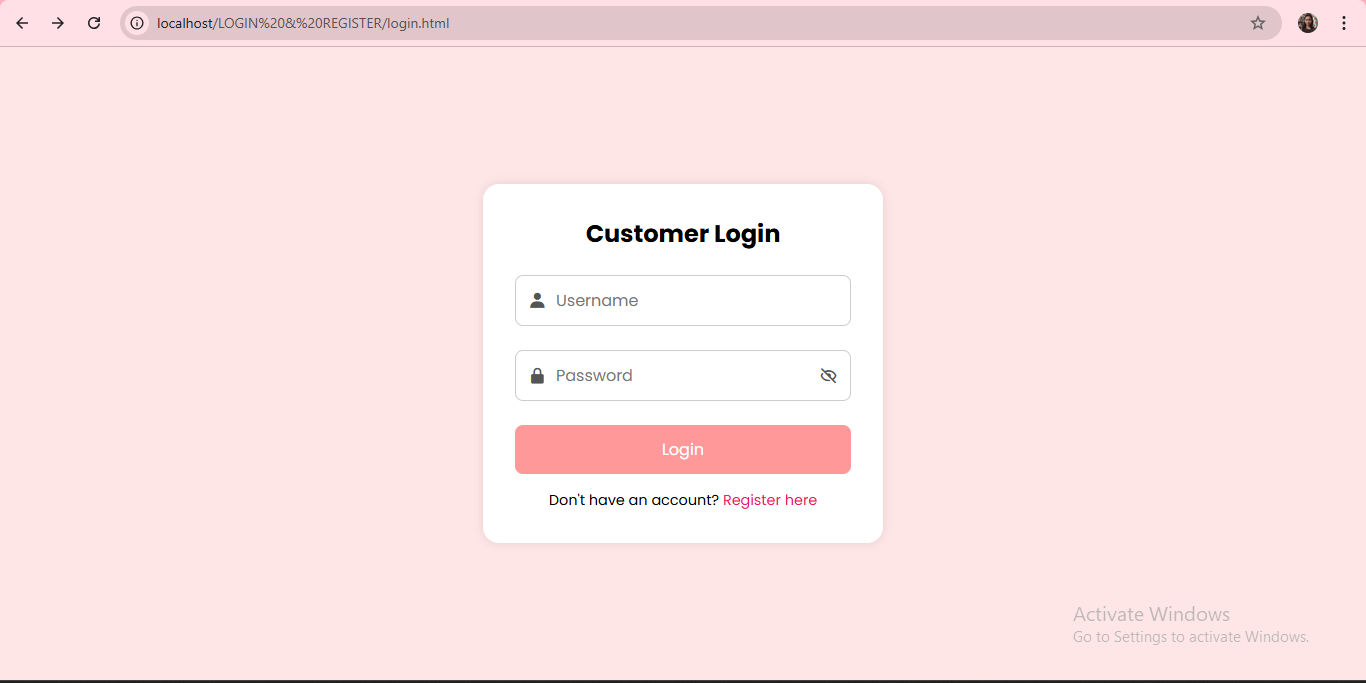 localhost/LOGIN%20&%20REGISTER/login.html
Customer Login
Username
Password
Login
Don't have an account? Register here
Activate Windows
Go to Settings to activate Windows.